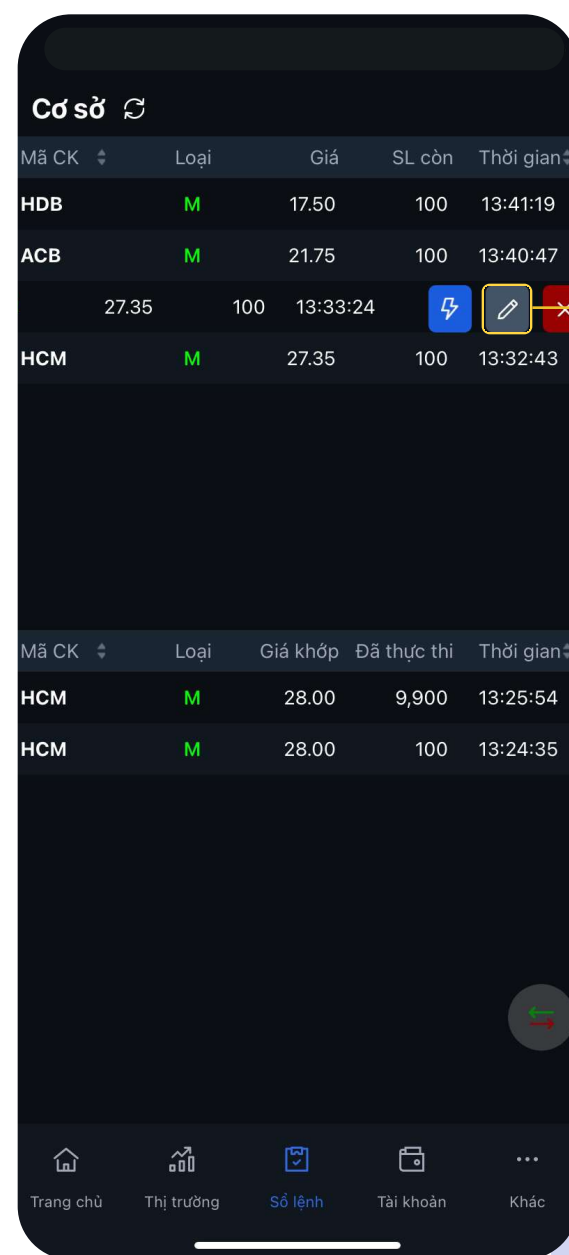 Cơ sở
Mã CK Loại Giá SL còn Thời gian
HDB M 17.50 100 13:41:19
ACB M 21.75 100 13:40:47
27.35 100 13:33:24
HCM M 27.35 100 13:32:43
Mã CK Loại Giá khớp Đã thực thi Thời gian
HCM M 28.00 9,900 13:25:54
HCM M 28.00 100 13:24:35
Trang chủ Thị trường Sổ lệnh Tài khoản Khác